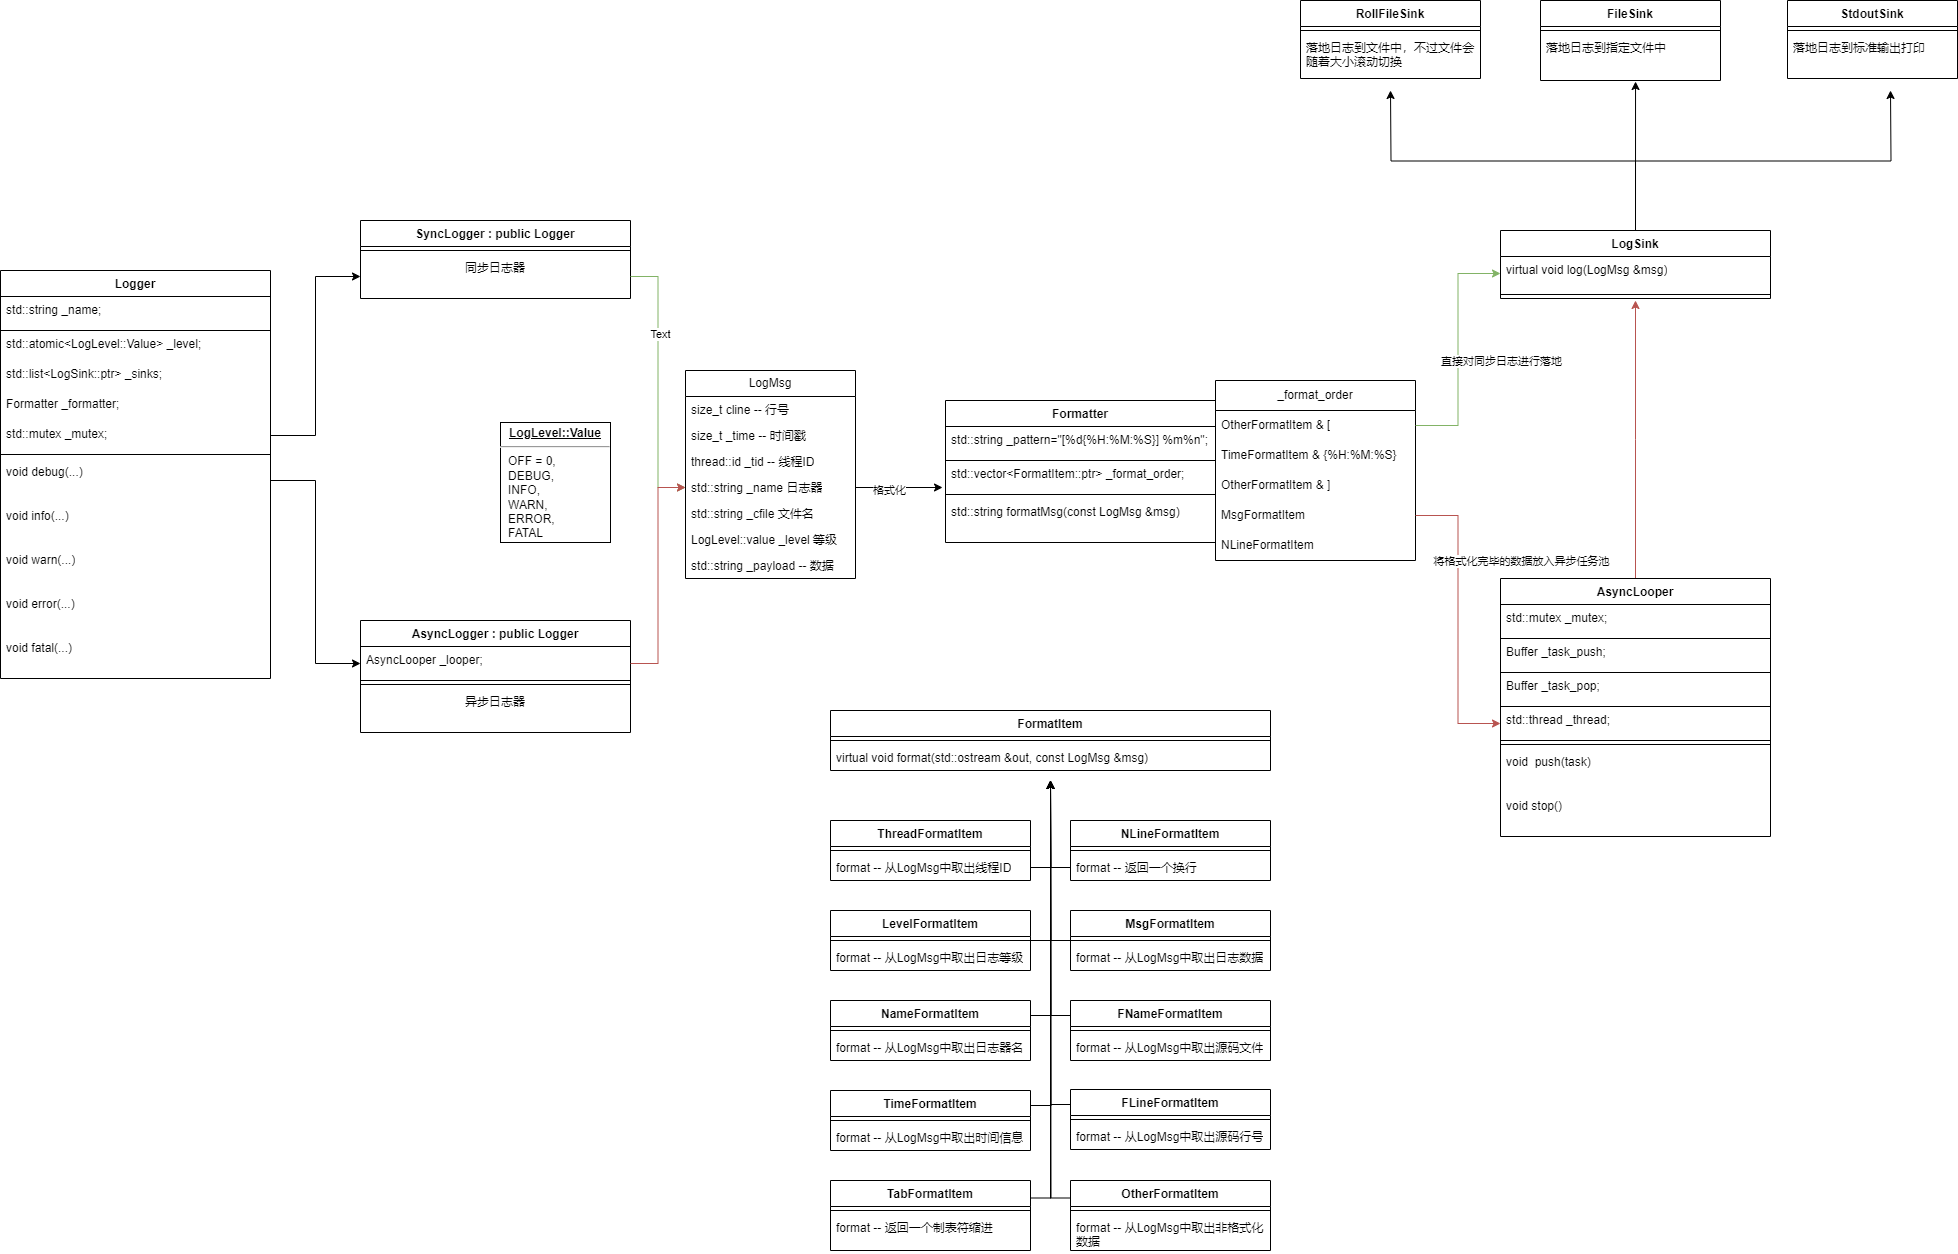 RollFileSink
落地日志到文件中，不过文件会
随着大小滚动切换
FileSink
落地日志到指定文件中
StdoutSink
落地日志到标准输出打印
LogSink
virtual void log(LogMsg &msg)
SyncLogger : public Logger
同步日志器
Logger
std::string _name;
std::atomic<LogLevel::Value> _level;
std::list<LogSink::ptr> _sinks;
Formatter _formatter;
std::mutex _mutex;
void debug(...)
void info(...)
void warn(...)
void error(...)
void fatal(...)
Text
LogLevel::Value
OFF = 0,
DEBUG,
INFO,
WARN,
ERROR,
FATAL
AsyncLogger : public Logger
AsyncLooper _looper;
异步日志器
LogMsg
size_t cline -- 行号
size_t _time -- 时间戳
thread::id _tid -- 线程ID
std::string _name 日志器
std::string _cfile 文件名
LogLevel::value _level 等级
std::string _payload -- 数据
格式化
Formatter
std::string _pattern="[%d{%H:%M:%S}] %m%n";
std::vector<FormatItem::ptr> _format_order;
std::string formatMsg(const LogMsg &msg)
_format_order
OtherFormatItem & [
TimeFormatItem & {%H:%M:%S}
OtherFormatItem & ]
MsgFormatItem
NLineFormatItem
直接对同步日志进行落地
将格式化完毕的数据放入异步任务池
AsyncLooper
std::mutex _mutex;
Buffer _task_push;
Buffer _task_pop;
std::thread _thread;
void  push(task)
void stop()
FormatItem
virtual void format(std::ostream &out, const LogMsg &msg)
ThreadFormatItem
format -- 从LogMsg中取出线程ID
NLineFormatItem
format -- 返回一个换行
LevelFormatItem
format -- 从LogMsg中取出日志等级
MsgFormatItem
format -- 从LogMsg中取出日志数据
NameFormatItem
format -- 从LogMsg中取出日志器名
FNameFormatItem
format -- 从LogMsg中取出源码文件
TimeFormatItem
format -- 从LogMsg中取出时间信息
FLineFormatItem
format -- 从LogMsg中取出源码行号
TabFormatItem
format -- 返回一个制表符缩进
OtherFormatItem
format -- 从LogMsg中取出非格式化
数据